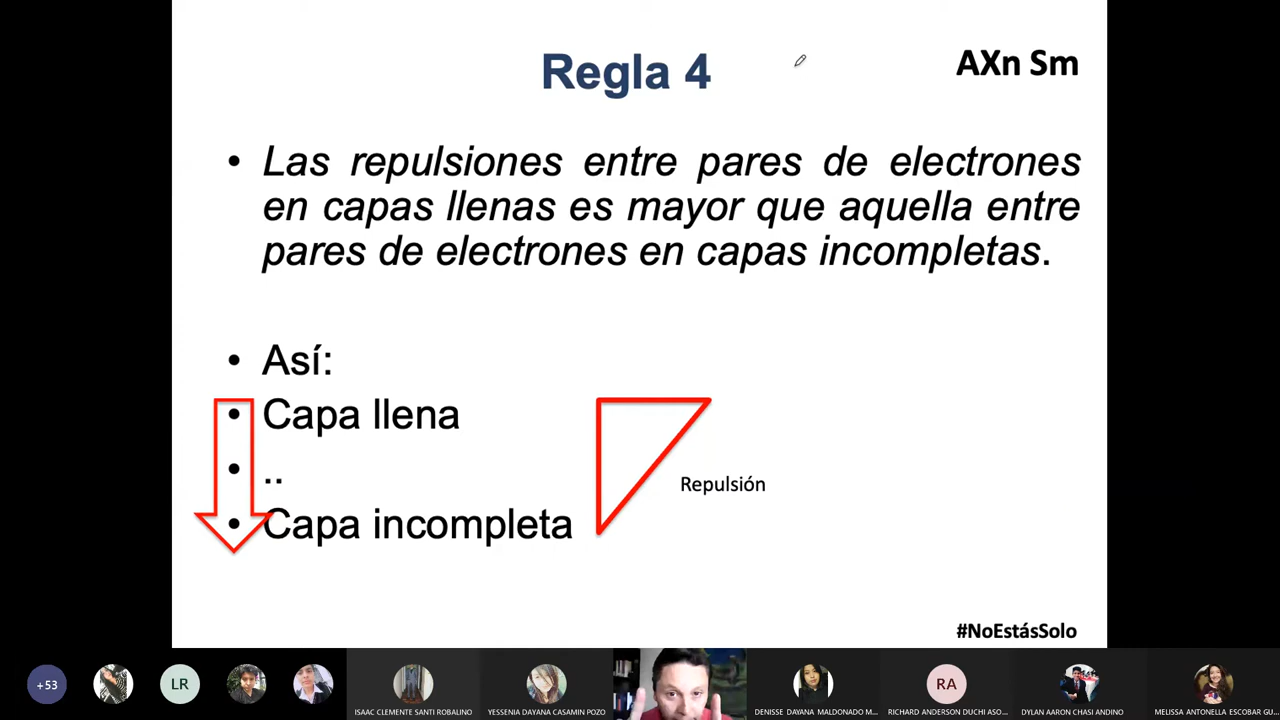 Regla 4
AXn Sm
• Las repulsiones entre pares de electrones
en capas llenas es mayor que aquella entre
pares de electrones en capas incompletas.
• Así:
• Capa llena
• ..
• Capa incompleta
Repulsión
#NoEstásSolo
+53
LR
ISAAC CLEMENTE SANTI ROBALINO
YESSENIA DAYANA CASAMIN POZO
DENISSE DAYANA MALDONADO M...
RICHARD ANDERSON DUCHI ASO...
RA
DYLAN AARON CHASI ANDINO
MELISSA ANTONELLA ESCOBAR GU...